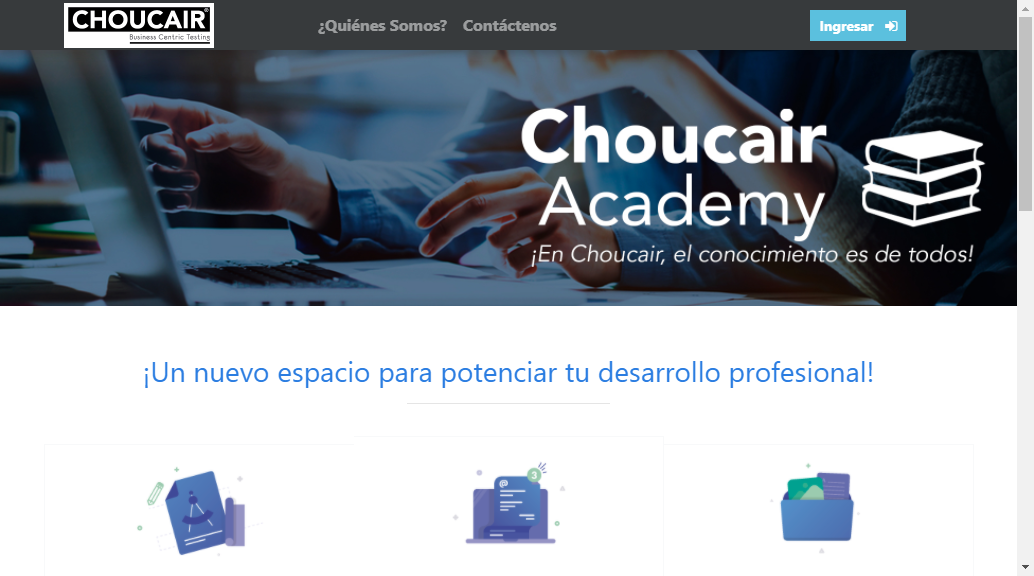 CHOUCAIR®
Business Centric Testing
¿Quiénes Somos?
Contáctenos
Ingresar
Choucair
Academy
¡En Choucair, el conocimiento es de todos!
¡Un nuevo espacio para potenciar tu desarrollo profesional!
@
3